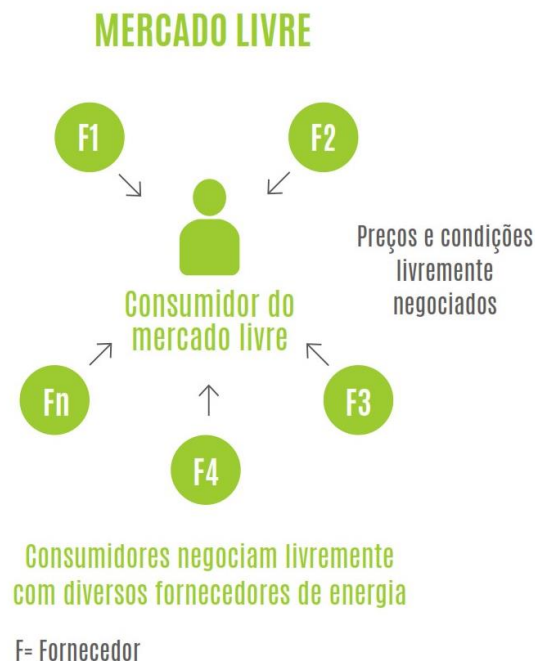 MERCADO LIVRE
F1
F2
Preços e condições
livremente
negociados
Consumidor do
mercado livre
Fn
F3
F4
Consumidores negociam livremente
com diversos fornecedores de energia
F= Fornecedor